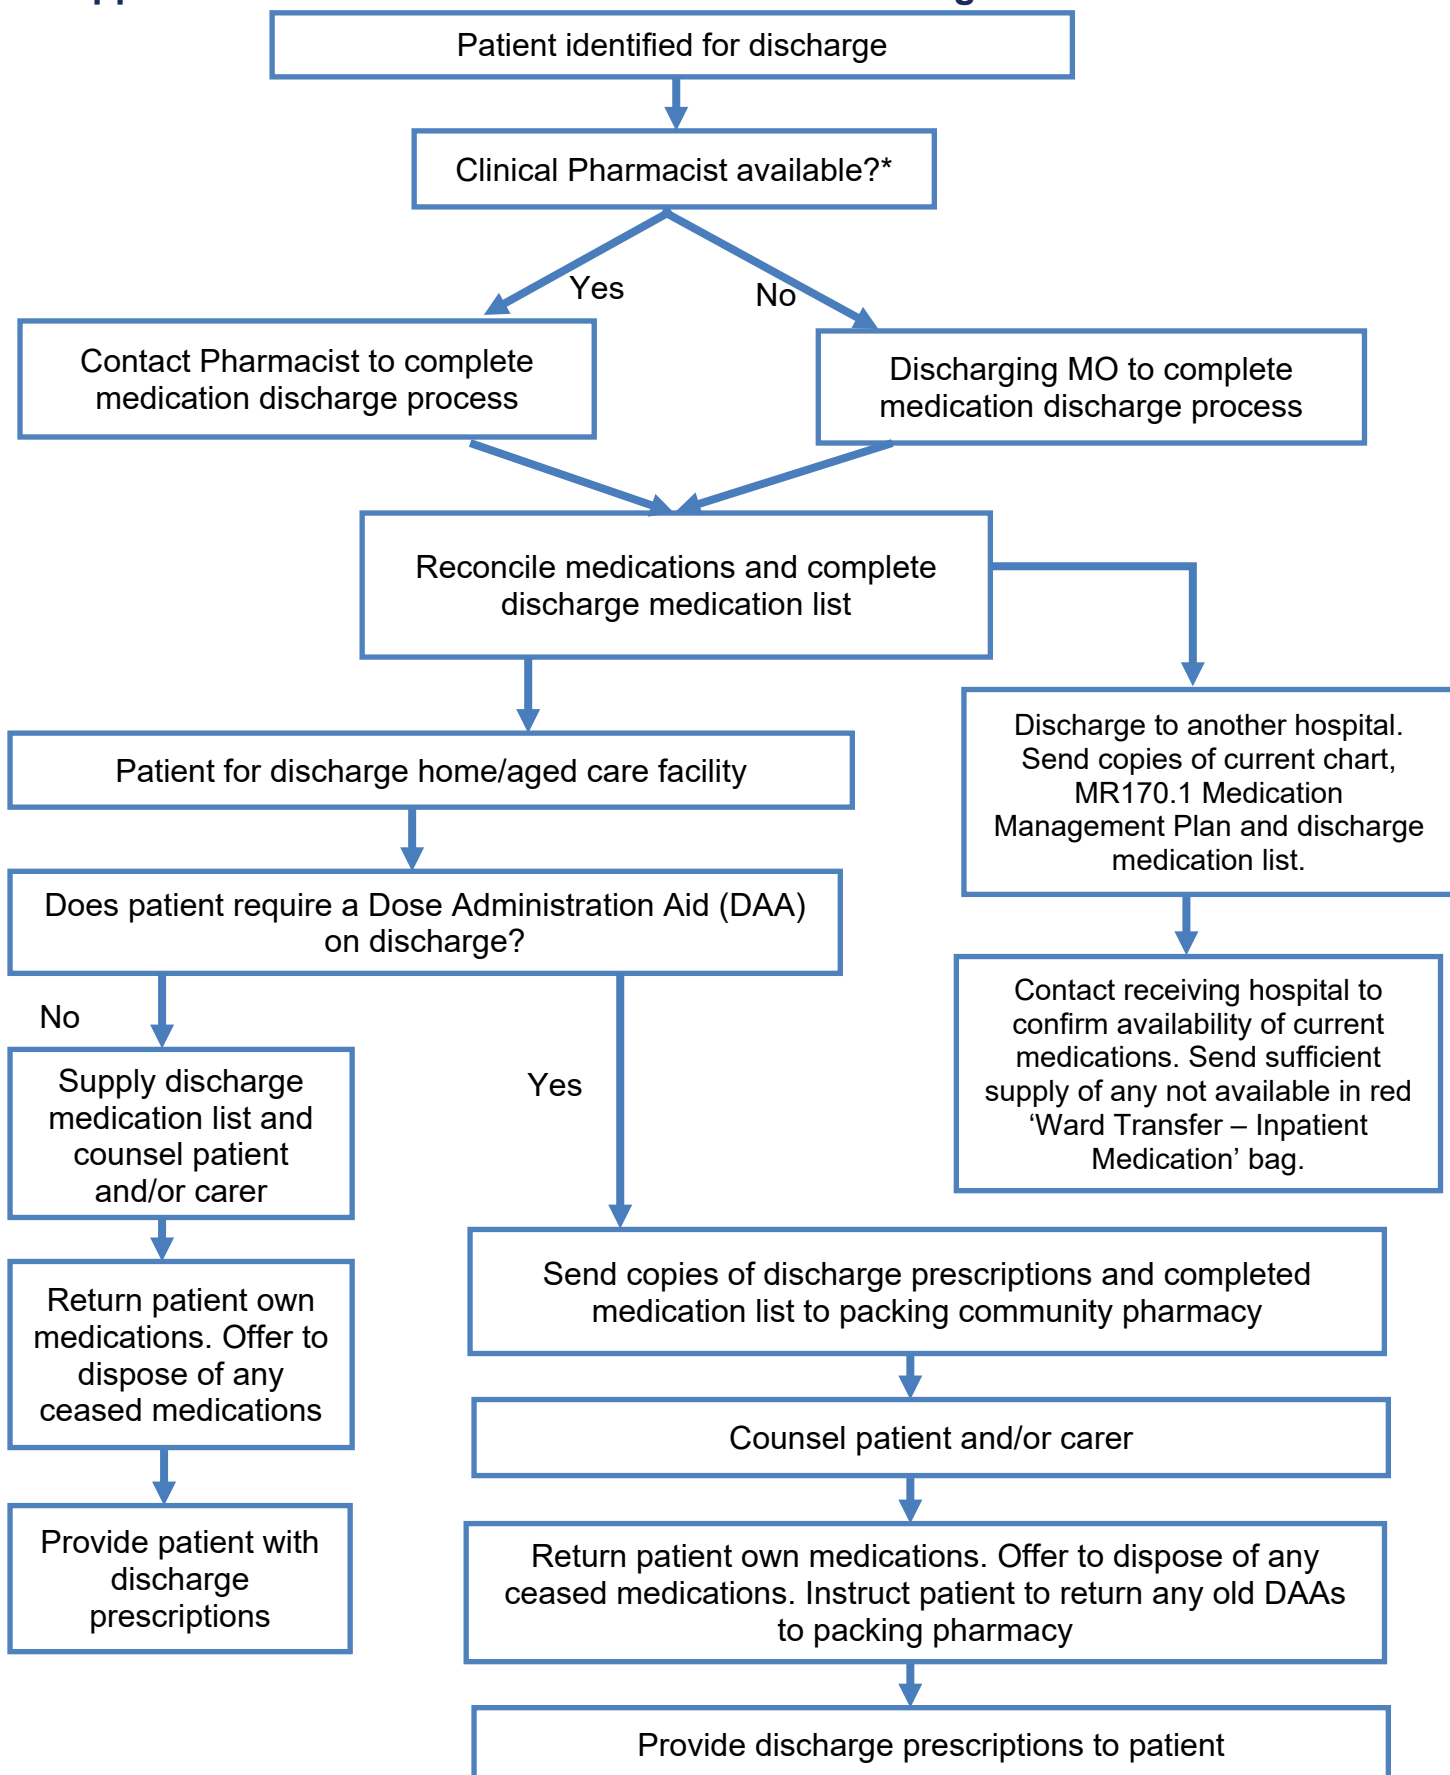 Patient identified for discharge
Clinical Pharmacist available?*
Yes
No
Contact Pharmacist to complete
medication discharge process
Discharging MO to complete
medication discharge process
Reconcile medications and complete
discharge medication list
Discharge to another hospital.
Send copies of current chart,
MR170.1 Medication
Management Plan and discharge
medication list.
Patient for discharge home/aged care facility
Does patient require a Dose Administration Aid (DAA)
on discharge?
Contact receiving hospital to
confirm availability of current
medications. Send sufficient
supply of any not available in red
‘Ward Transfer – Inpatient
Medication’ bag.
No
Yes
Supply discharge
medication list and
counsel patient
and/or carer
Return patient own
medications. Offer to
dispose of any
ceased medications
Provide patient with
discharge
prescriptions
Send copies of discharge prescriptions and completed
medication list to packing community pharmacy
Counsel patient and/or carer
Return patient own medications. Offer to dispose of any
ceased medications. Instruct patient to return any old DAAs
to packing pharmacy
Provide discharge prescriptions to patient